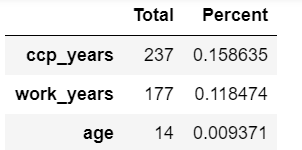 Total Percent
ccp_years 237 0.158635
work_years 177 0.118474
age 14 0.009371